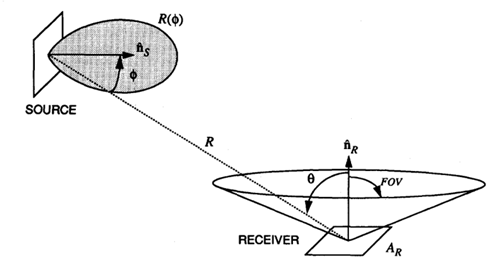 R(ϕ)
n̂S
ϕ
SOURCE
R
n̂R
θ
FOV
RECEIVER
AR